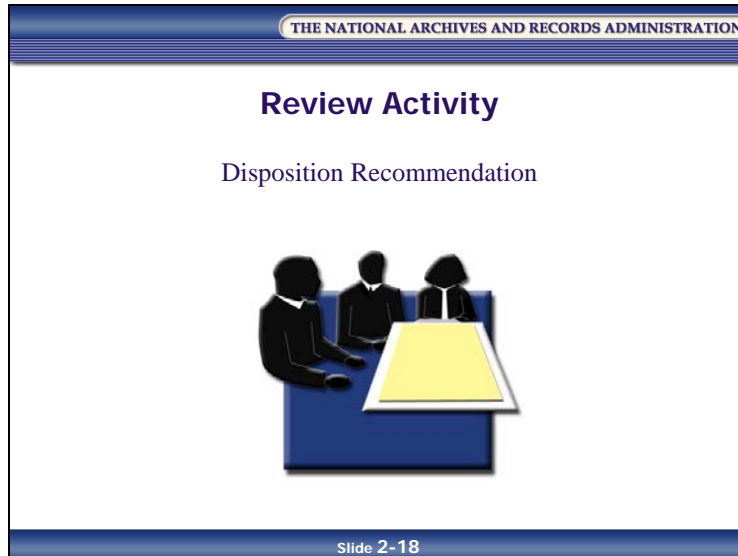 THE NATIONAL ARCHIVES AND RECORDS ADMINISTRATION
Review Activity
Disposition Recommendation
Slide 2-18